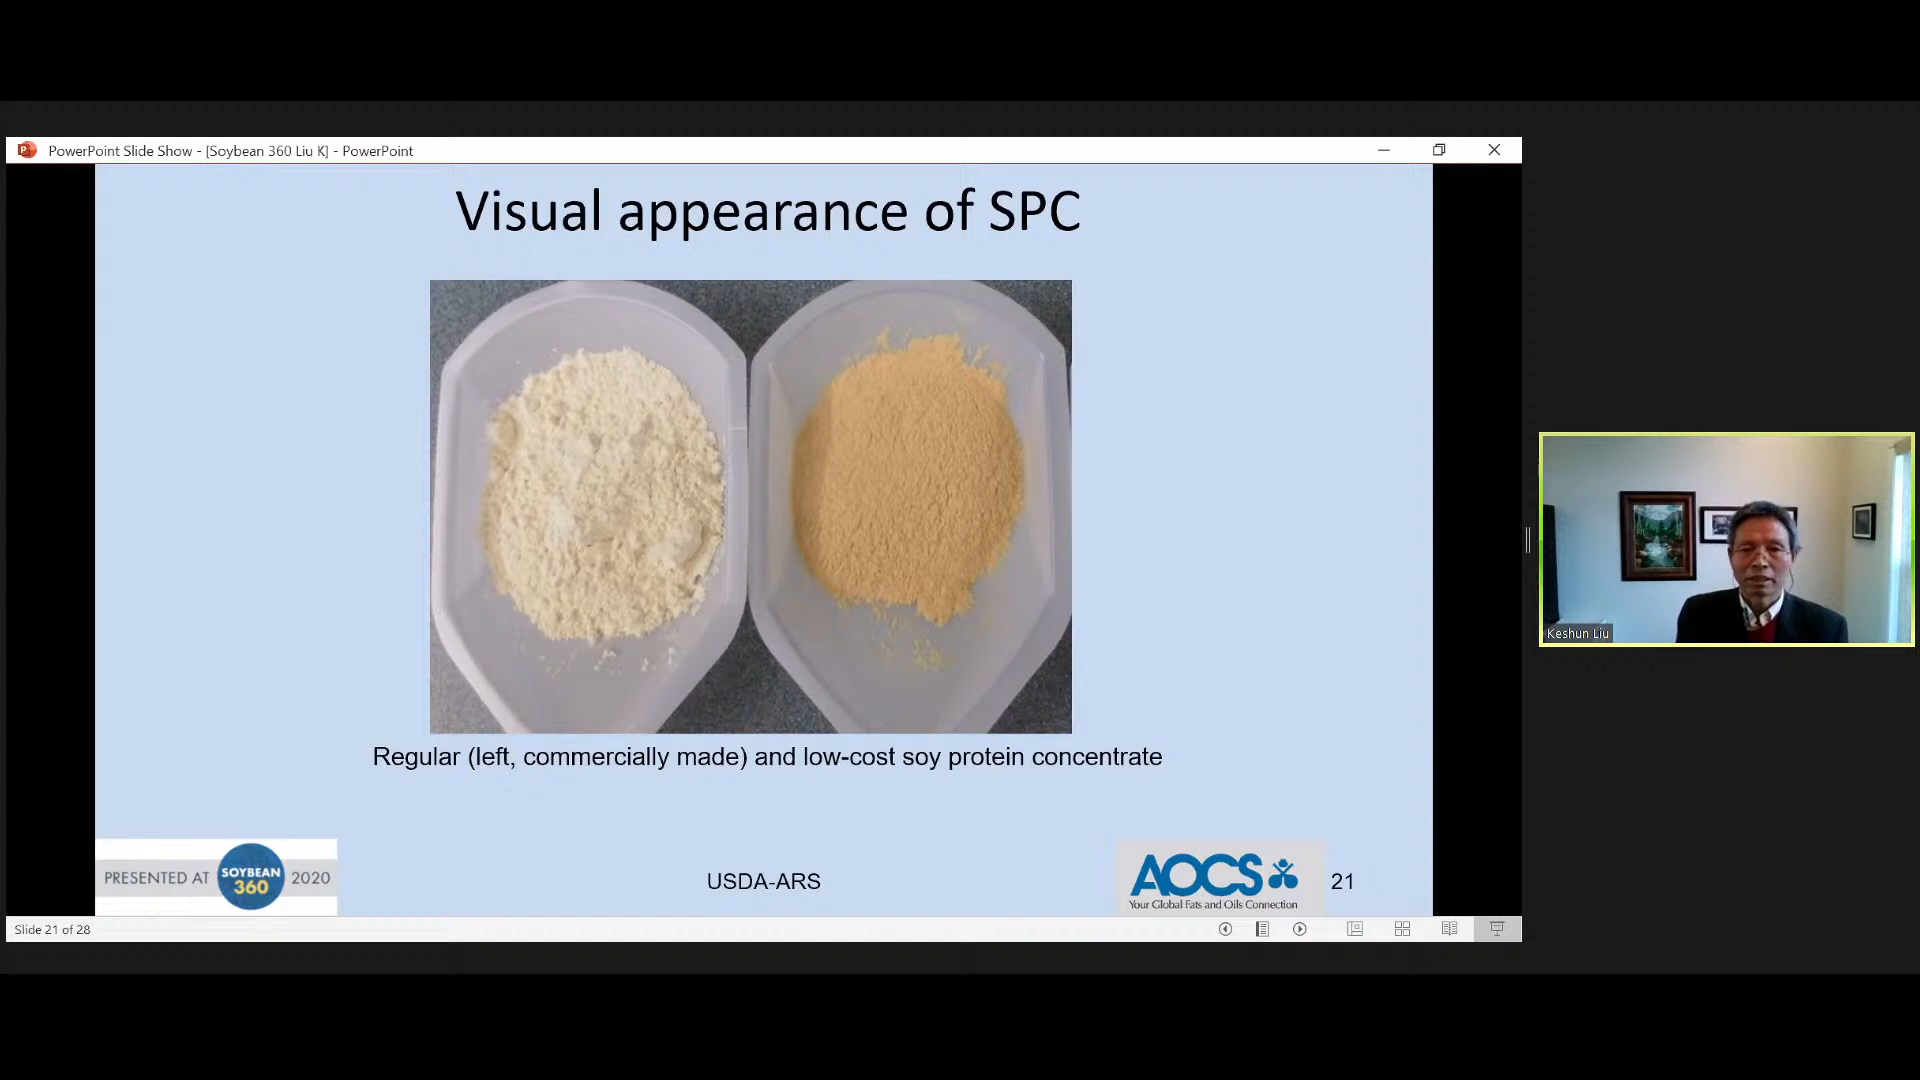 PowerPoint Slide Show - [Soybean 360 Liu K] - PowerPoint
Visual appearance of SPC
Regular (left, commercially made) and low-cost soy protein concentrate
PRESENTED AT SOYBEAN 360 2020
USDA-ARS
AOCS
Your Global Fats and Oils Connection
21
Slide 21 of 28
Keshun Liu